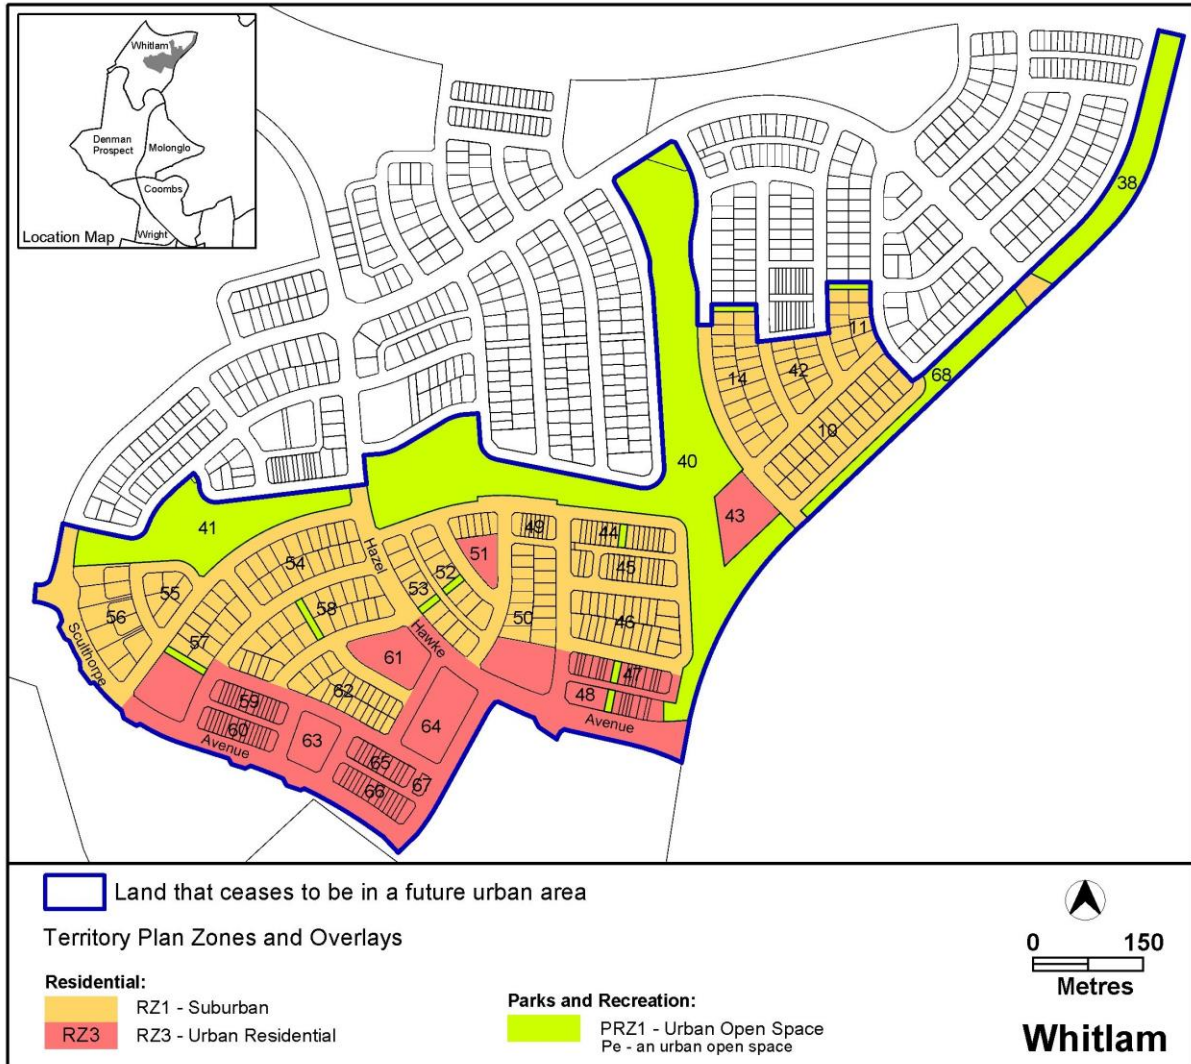 Whitlam
Denman
Prospect
Molonglo
Coombs
Wright
Location Map
38
11
42
14
68
10
40
43
41
49
44
51
54
Hazel
52
45
53
55
58
56
50
46
Sculthorpe
57
Hawke
61
47
62
48
59
64
Avenue
60
63
Avenue
65
67
66
Land that ceases to be in a future urban area
Territory Plan Zones and Overlays
0 150
Metres
Residential:
RZ1 - Suburban
RZ3 RZ3 - Urban Residential
Parks and Recreation:
PRZ1 - Urban Open Space
Pe - an urban open space
Whitlam